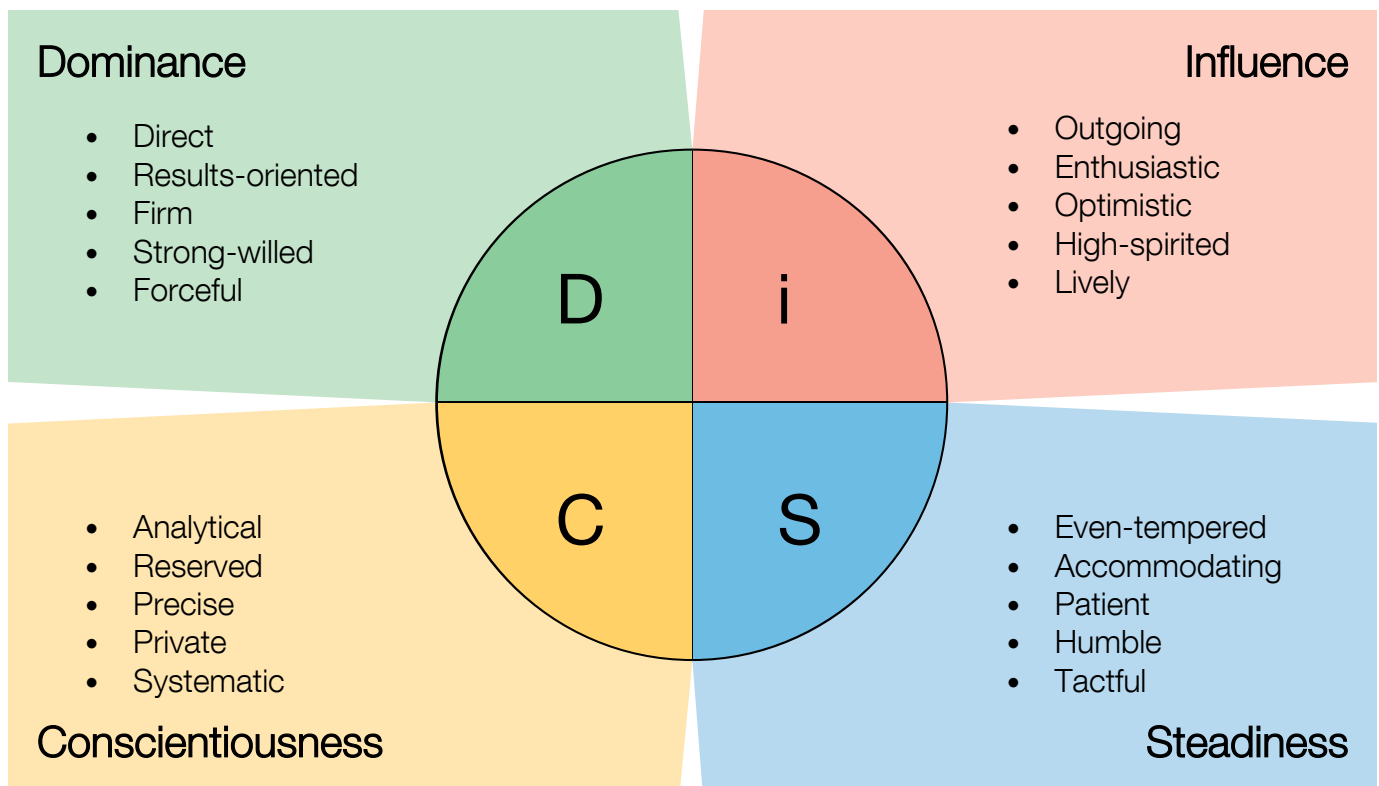 Dominance
• Direct
• Results-oriented
• Firm
• Strong-willed
• Forceful
Influence
• Outgoing
• Enthusiastic
• Optimistic
• High-spirited
• Lively
D
i
C
S
• Analytical
• Reserved
• Precise
• Private
• Systematic
Conscientiousness
• Even-tempered
• Accommodating
• Patient
• Humble
• Tactful
Steadiness